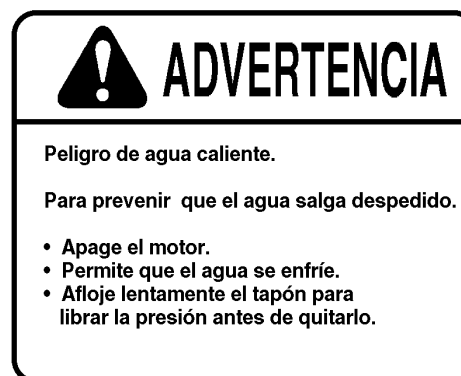 ADVERTENCIA
Peligro de agua caliente.
Para prevenir que el agua salga despedido.
• Apage el motor.
• Permite que el agua se enfríe.
• Afloje lentamente el tapón para
librar la presión antes de quitarlo.